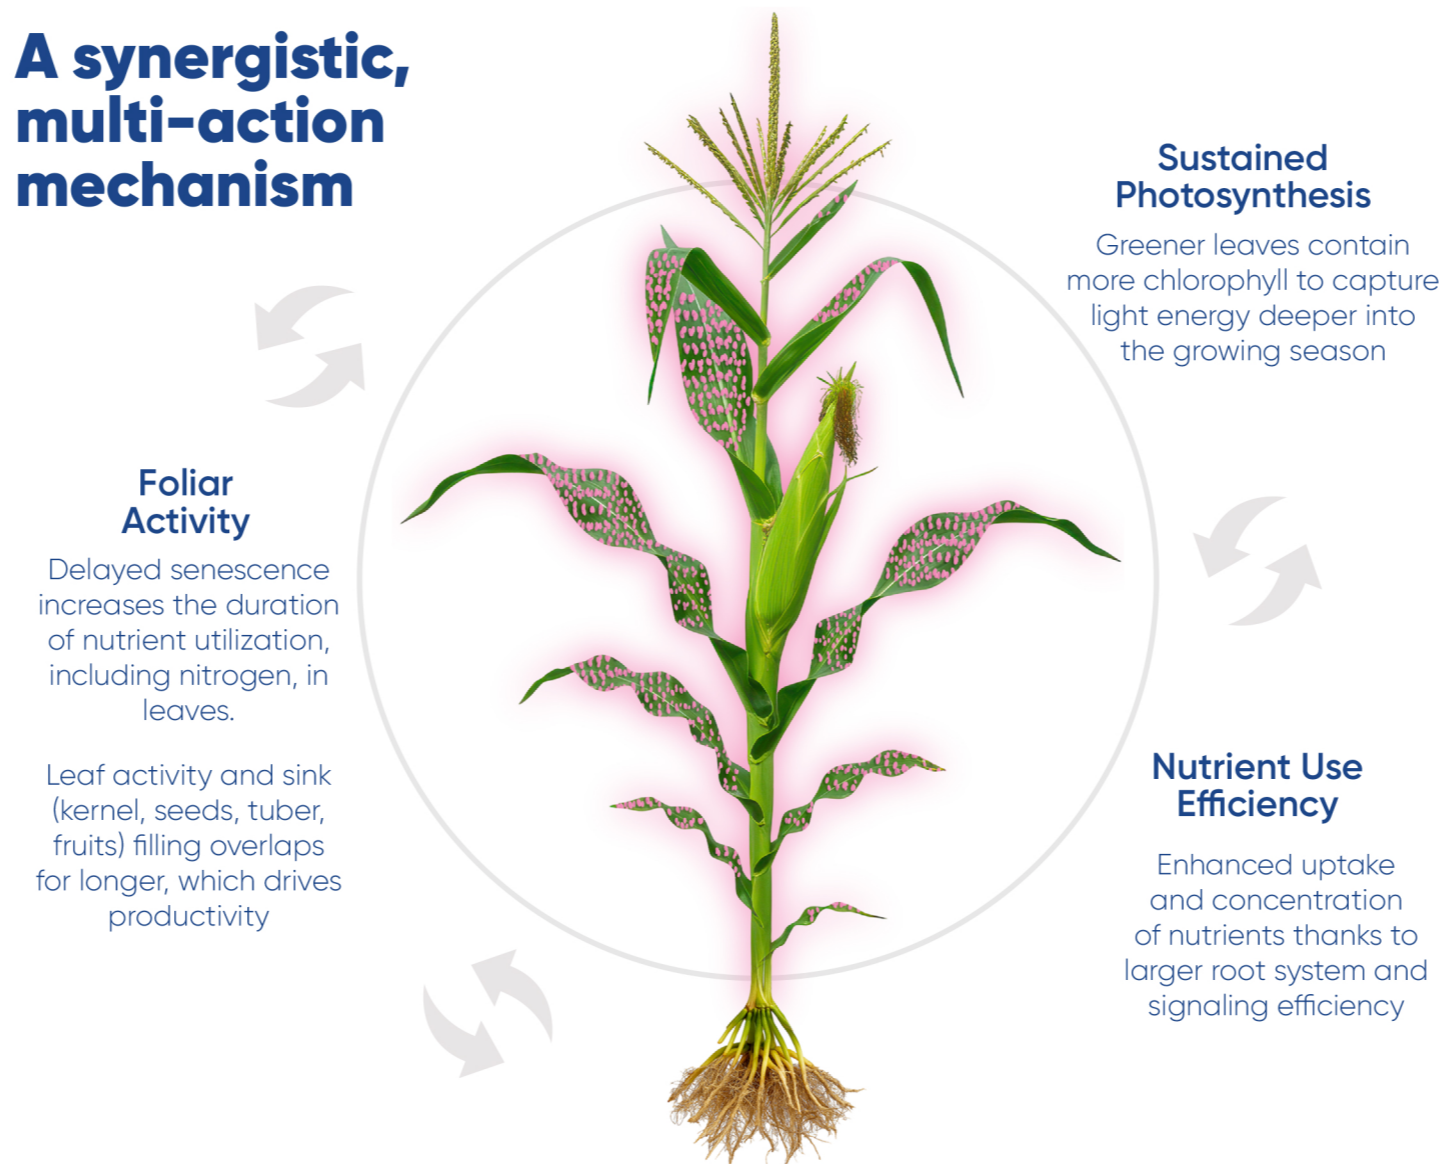 A synergistic,
multi-action
mechanism
Sustained
Photosynthesis
Greener leaves contain
more chlorophyll to capture
light energy deeper into
the growing season
Foliar
Activity
Delayed senescence
increases the duration
of nutrient utilization,
including nitrogen, in
leaves.
Leaf activity and sink
(kernel, seeds, tuber,
fruits) filling overlaps
for longer, which drives
productivity
Nutrient Use
Efficiency
Enhanced uptake
and concentration
of nutrients thanks to
larger root system and
signaling efficiency